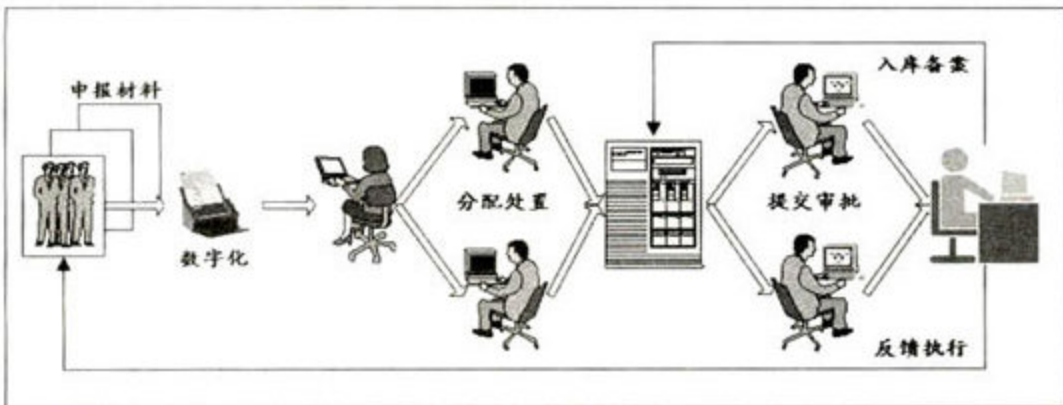 申报材料
数字化
分配处置
提交审批
入库备案
反馈执行